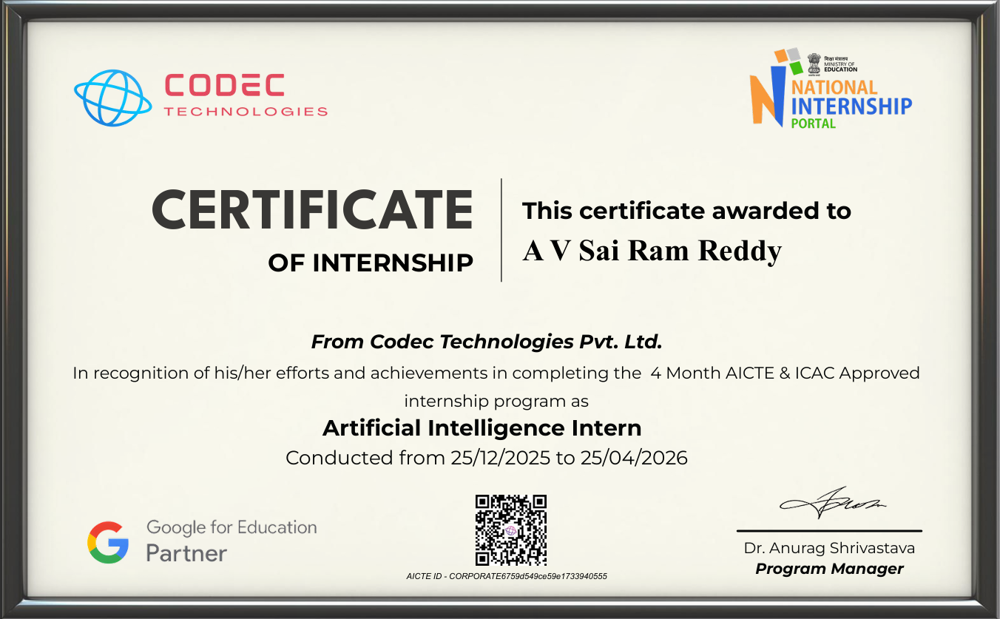 CODEC
TECHNOLOGIES
शिक्षा मंत्रालय
MINISTRY OF
EDUCATION
NATIONAL
INTERNSHIP
PORTAL
CERTIFICATE
OF INTERNSHIP
This certificate awarded to
A V Sai Ram Reddy
From Codec Technologies Pvt. Ltd.
In recognition of his/her efforts and achievements in completing the  4 Month AICTE & ICAC Approved
internship program as
Artificial Intelligence Intern
Conducted from 25/12/2025 to 25/04/2026
Google for Education
Partner
AICTE ID - CORPORATE6759d549ce59e1733940555
Dr. Anurag Shrivastava
Program Manager